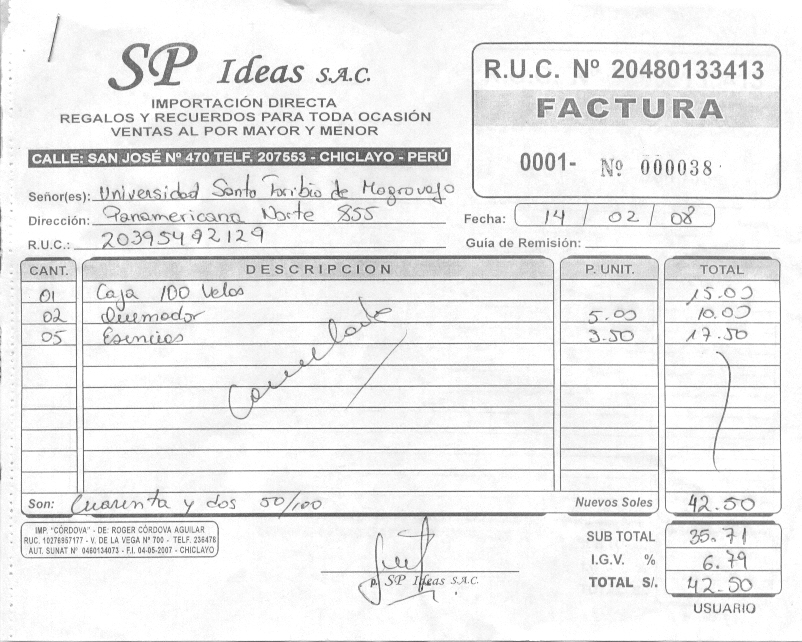 SP Ideas S.A.C.
IMPORTACIÓN DIRECTA
REGALOS Y RECUERDOS PARA TODA OCASIÓN
VENTAS AL POR MAYOR Y MENOR
CALLE: SAN JOSÉ Nº 470 TELF. 207553 - CHICLAYO - PERÚ
R.U.C. Nº 20480133413
FACTURA
0001- Nº 000038
Señor(es): Universidad Santo Toribio de Mogrovejo
Dirección: Panamericana Norte 855
R.U.C.: 20395492129
Fecha: 14 / 02 / 08
Guía de Remisión:
CANT. DESCRIPCION P. UNIT. TOTAL
01 Caja 100 Velas 15.00
02 Quemador 5.00 10.00
05 Esencias 3.50 17.50
Cancelado
Son: Cuarenta y dos 50/100 Nuevos Soles 42.50
IMP. "CÓRDOVA" - DE: ROGER CÓRDOVA AGUILAR
RUC. 10276957177 - V. DE LA VEGA Nº 700 - TELF. 236478
AUT. SUNAT Nº 0460134073 - F.I. 04-05-2007 - CHICLAYO
p. SP Ideas S.A.C.
SUB TOTAL 35.71
I.G.V. % 6.79
TOTAL S/. 42.50
USUARIO